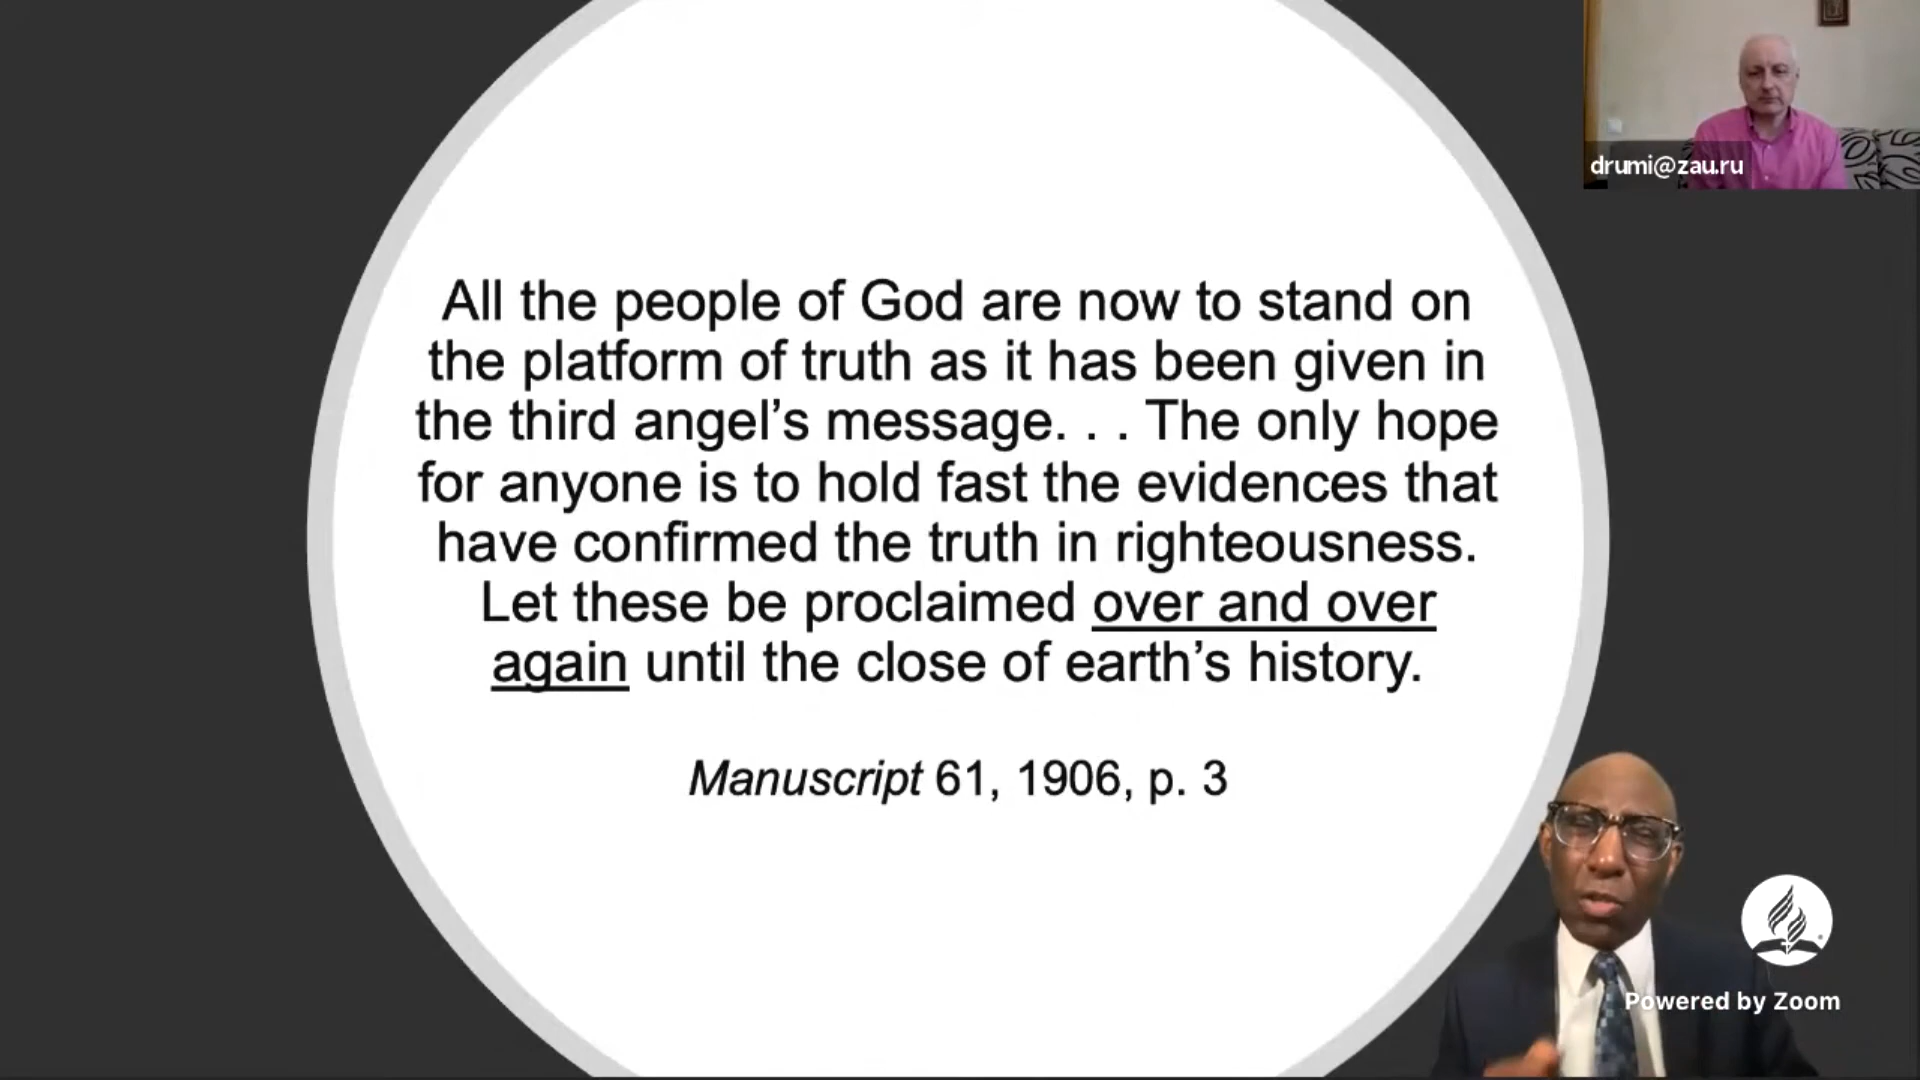 drumi@zau.ru
All the people of God are now to stand on
the platform of truth as it has been given in
the third angel’s message. . . The only hope
for anyone is to hold fast the evidences that
have confirmed the truth in righteousness.
Let these be proclaimed over and over
again until the close of earth’s history.
Manuscript 61, 1906, p. 3
Powered by Zoom